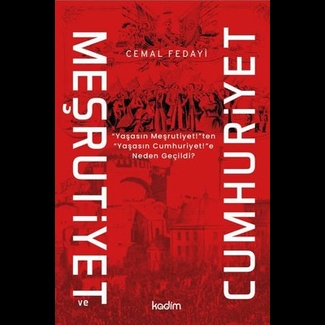 CEMAL FEDAYİ
MEŞRUTİYET
ve
CUMHURİYET
"Yaşasın Meşrutiyet!"ten
"Yaşasın Cumhuriyet!"e
Neden Geçildi?
kadim